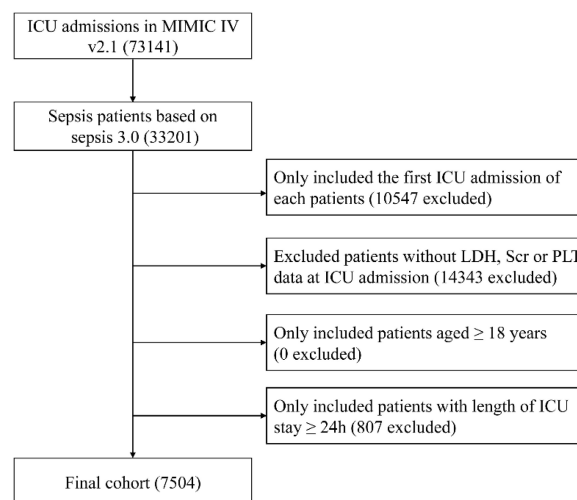 ICU admissions in MIMIC IV
v2.1 (73141)
Sepsis patients based on
sepsis 3.0 (33201)
Only included the first ICU admission of
each patients (10547 excluded)
Excluded patients without LDH, Scr or PLT
data at ICU admission (14343 excluded)
Only included patients aged ≥ 18 years
(0 excluded)
Only included patients with length of ICU
stay ≥ 24h (807 excluded)
Final cohort (7504)